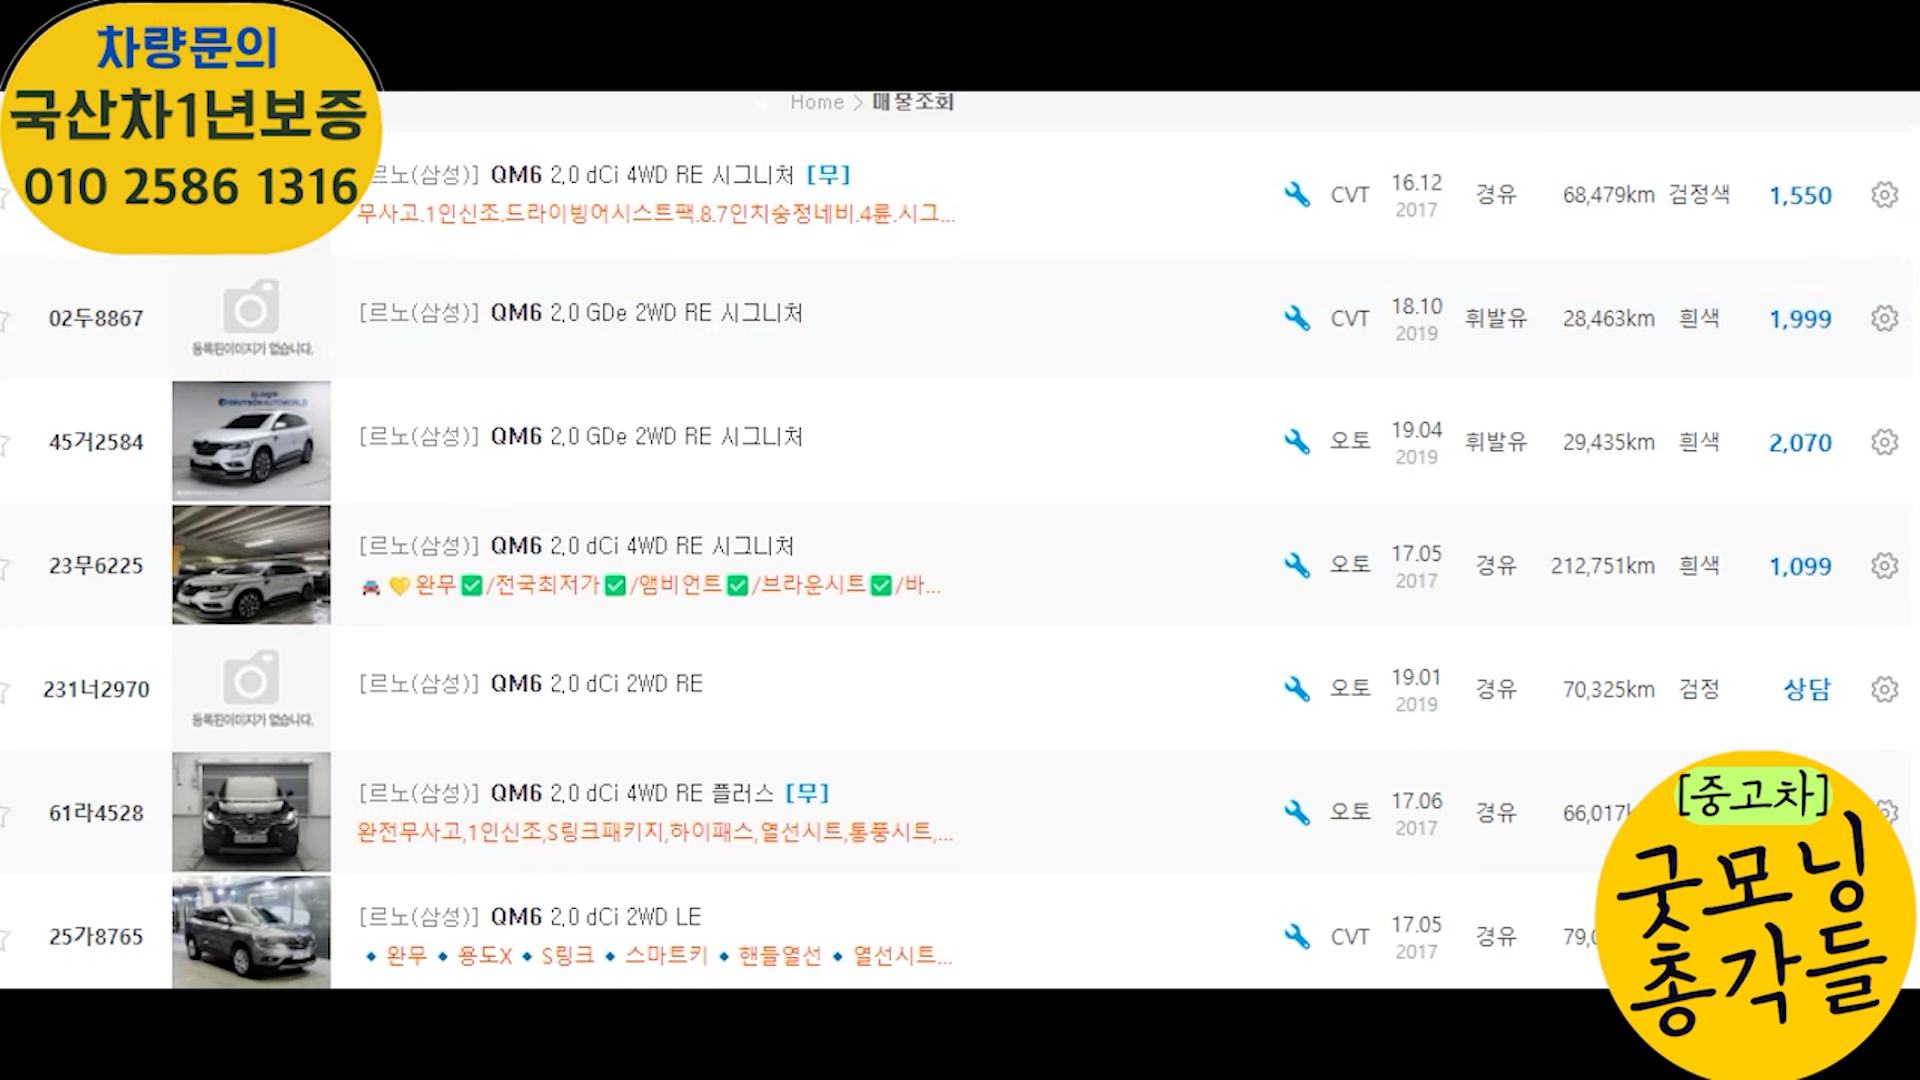 차량문의
국산차1년보증
010 2586 1316
Home > 매물조회
르노(삼성)] QM6 2.0 dCi 4WD RE 시그니처 [무]
무사고.1인신조.드라이빙어시스트팩.8.7인치순정네비.4륜.시그...
CVT 16.12 2017 경유 68,479km 검정색 1,550
02두8867
등록된이미지가 없습니다.
[르노(삼성)] QM6 2.0 GDe 2WD RE 시그니처
CVT 18.10 2019 휘발유 28,463km 흰색 1,999
45거2584
[르노(삼성)] QM6 2.0 GDe 2WD RE 시그니처
오토 19.04 2019 휘발유 29,435km 흰색 2,070
23무6225
[르노(삼성)] QM6 2.0 dCi 4WD RE 시그니처
완무✅/전국최저가✅/앰비언트✅/브라운시트✅/바...
오토 17.05 2017 경유 212,751km 흰색 1,099
231너2970
등록된이미지가 없습니다.
[르노(삼성)] QM6 2.0 dCi 2WD RE
오토 19.01 2019 경유 70,325km 검정 상담
61라4528
[르노(삼성)] QM6 2.0 dCi 4WD RE 플러스 [무]
완전무사고,1인신조,S링크패키지,하이패스,열선시트,통풍시트,...
오토 17.06 2017 경유 66,017
25가8765
[르노(삼성)] QM6 2.0 dCi 2WD LE
🔹완무🔹용도X🔹S링크🔹스마트키🔹핸들열선🔹열선시트...
CVT 17.05 2017 경유 79,0
[중고차]
굿모닝
총각들